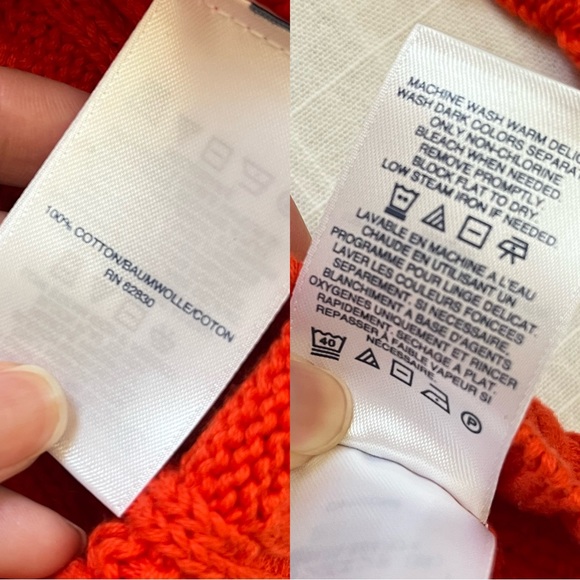 100% COTTON/BAUMWOLLE/COTON
RN 82830
MACHINE WASH WARM DELIC
WASH DARK COLORS SEPARAT
ONLY NON-CHLORINE
BLEACH WHEN NEEDED.
REMOVE PROMPTLY.
BLOCK FLAT TO DRY.
LOW STEAM IRON IF NEEDED.
LAVABLE EN MACHINE A L'EAU
CHAUDE EN UTILISANT UN
PROGRAMME POUR LINGE DELICAT.
LAVER LES COULEURS FONCEES
SEPAREMENT. SI NECESSAIRE,
BLANCHIMENT A BASE D'AGENTS
OXYGENES UNIQUEMENT ET RINCER
RAPIDEMENT. SECHAGE A PLAT.
REPASSER A FAIBLE VAPEUR SI
NECESSAIRE.
40
P